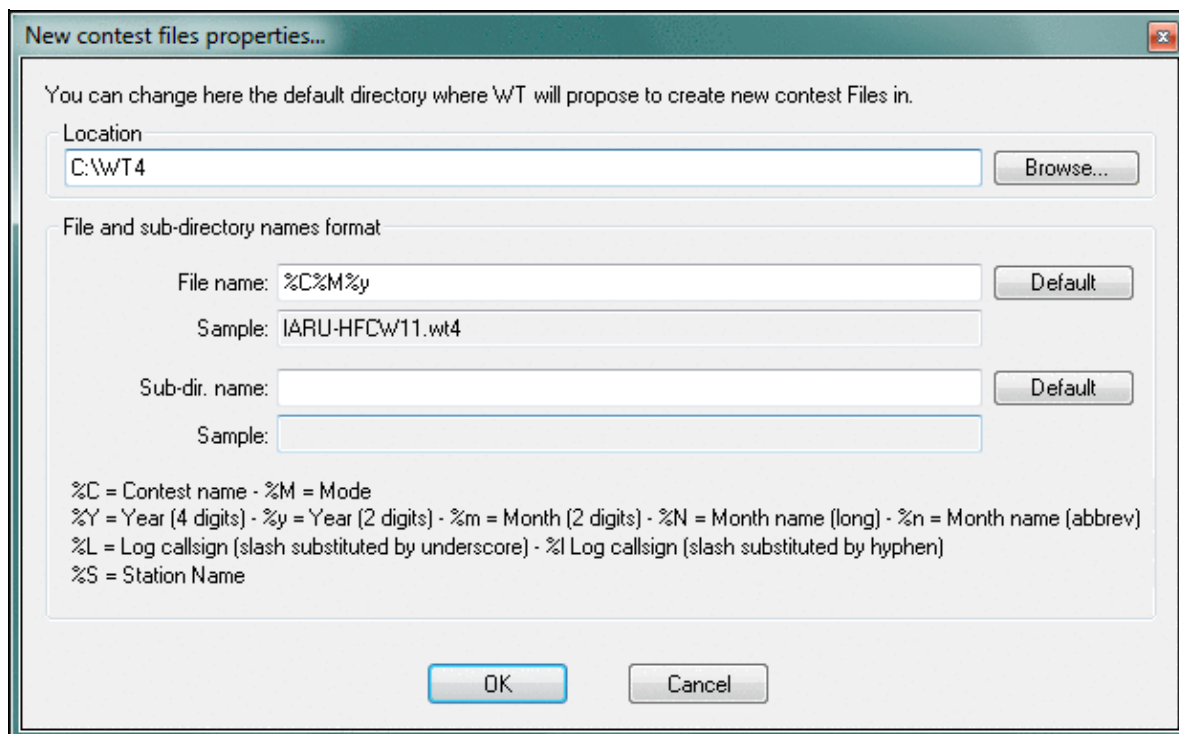 New contest files properties...
You can change here the default directory where WT will propose to create new contest Files in.
Location
C:\WT4 Browse...
File and sub-directory names format
File name: %C%M%y Default
Sample: IARU-HFCW11.wt4
Sub-dir. name: Default
Sample:
%C = Contest name - %M = Mode
%Y = Year (4 digits) - %y = Year (2 digits) - %m = Month (2 digits) - %N = Month name (long) - %n = Month name (abbrev)
%L = Log callsign (slash substituted by underscore) - %l Log callsign (slash substituted by hyphen)
%S = Station Name
OK Cancel